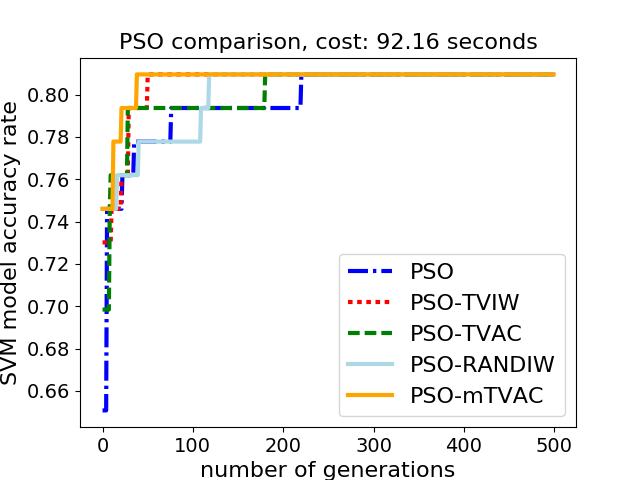 PSO comparison, cost: 92.16 seconds
SVM model accuracy rate
0.80
0.78
0.76
0.74
0.72
0.70
0.68
0.66
PSO
PSO-TVIW
PSO-TVAC
PSO-RANDIW
PSO-mTVAC
0 100 200 300 400 500
number of generations